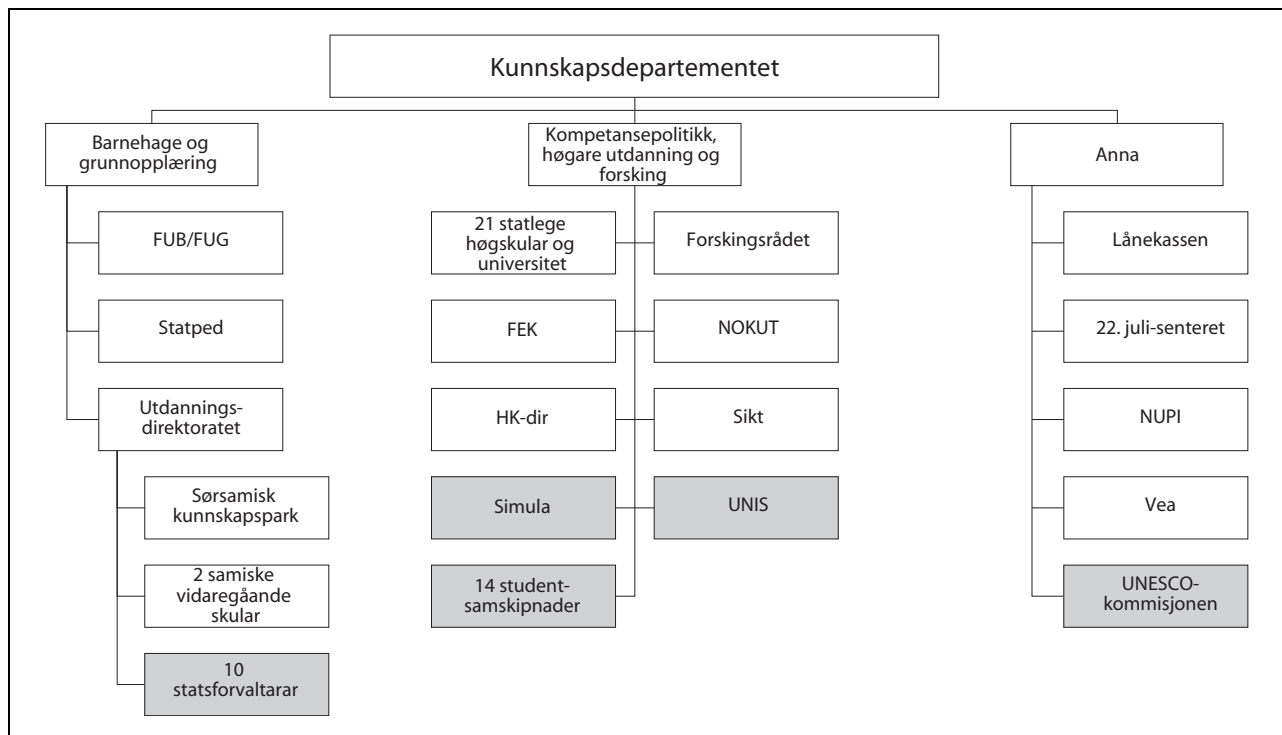 Kunnskapsdepartementet
Barnehage og
grunnopplæring
FUB/FUG
Statped
Utdannings-
direktoratet
Sørsamisk
kunnskapspark
2 samiske
vidaregåande
skular
10
statsforvaltarar
Kompetansepolitikk,
høgare utdanning og
forsking
21 statlege
høgskular og
universitet
Forskingsrådet
FEK
NOKUT
HK-dir
Sikt
Simula
UNIS
14 student-
samskipnader
Anna
Lånekassen
22. juli-senteret
NUPI
Vea
UNESCO-
kommisjonen